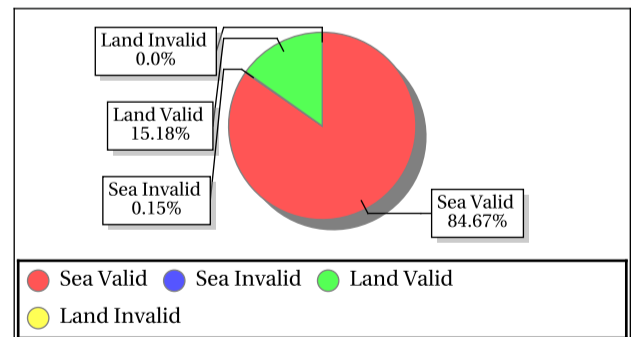 Land Invalid
0.0%
Land Valid
15.18%
Sea Invalid
0.15%
Sea Valid
84.67%
Sea Valid Sea Invalid Land Valid
Land Invalid